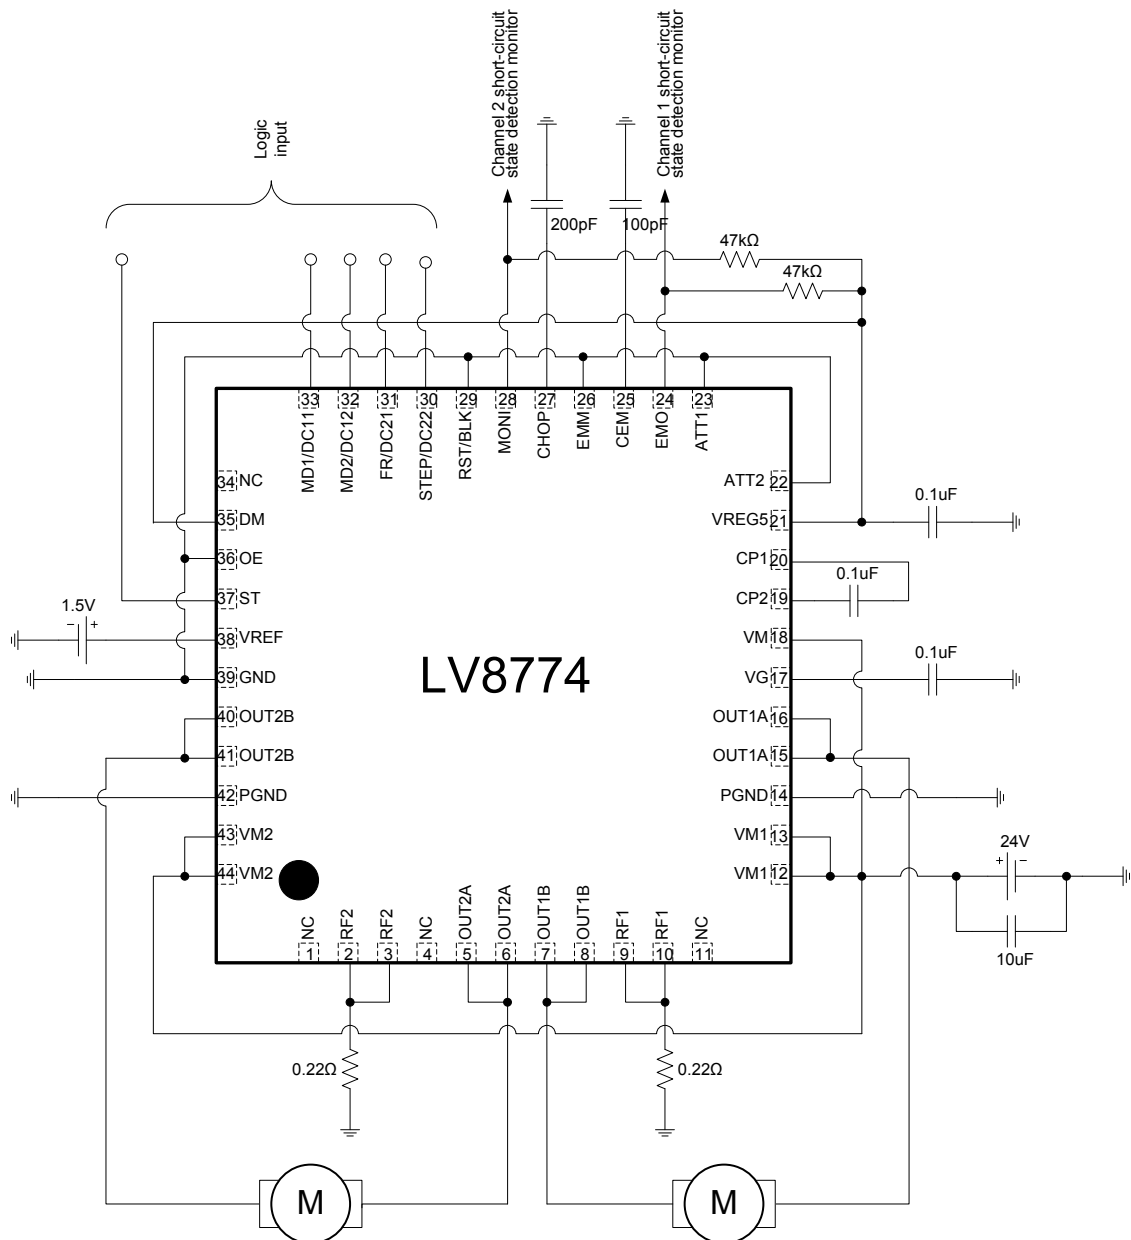 Channel 2 short-circuit
state detection monitor
Channel 1 short-circuit
state detection monitor
Logic
input
200pF
100pF
47kΩ
47kΩ
33
32
31
30
29
28
27
26
25
24
23
MD1/DC11
MD2/DC12
FR/DC21
STEP/DC22
RST/BLK
MONI
CHOP
EMM
CEM
EMO
ATT1
34 NC
35 DM
36 OE
37 ST
38 VREF
39 GND
40 OUT2B
41 OUT2B
42 PGND
43 VM2
44 VM2
1.5V
− +
LV8774
ATT2 22
VREG5 21
CP1 20
CP2 19
VM 18
VG 17
OUT1A 16
OUT1A 15
PGND 14
VM1 13
VM1 12
0.1uF
0.1uF
0.1uF
24V
+ −
10uF
NC
RF2
RF2
NC
OUT2A
OUT2A
OUT1B
OUT1B
RF1
RF1
NC
1
2
3
4
5
6
7
8
9
10
11
0.22Ω
0.22Ω
M
M